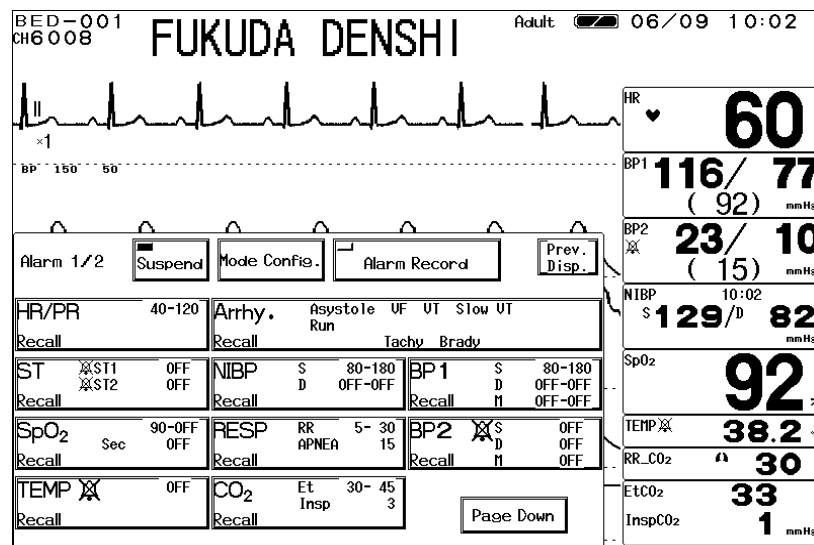 BED-001
CH6008
FUKUDA DENSHI
Adult 06/09 10:02
II
×1
BP 150 50
HR
60
BP1 116/ 77
( 92) mmHg
BP2 23/ 10
( 15) mmHg
NIBP 10:02
S 129/D 82
mmHg
SpO2
92
TEMP 38.2
RR_CO2 30
EtCO2 33
InspCO2 1 mmHg
Alarm 1/2
Suspend
Mode Config.
Alarm Record
Prev.
Disp.
HR/PR 40-120
Recall
Arrhy. Asystole VF VT Slow VT
Run
Recall Tachy Brady
ST ST1 OFF
ST2 OFF
Recall
NIBP S 80-180
D OFF-OFF
Recall
BP1 S 80-180
D OFF-OFF
Recall M OFF-OFF
SpO2 90-OFF
Sec OFF
Recall
RESP RR 5- 30
APNEA 15
Recall
BP2 S OFF
D OFF
Recall M OFF
TEMP OFF
Recall
CO2 Et 30- 45
Insp 3
Recall
Page Down